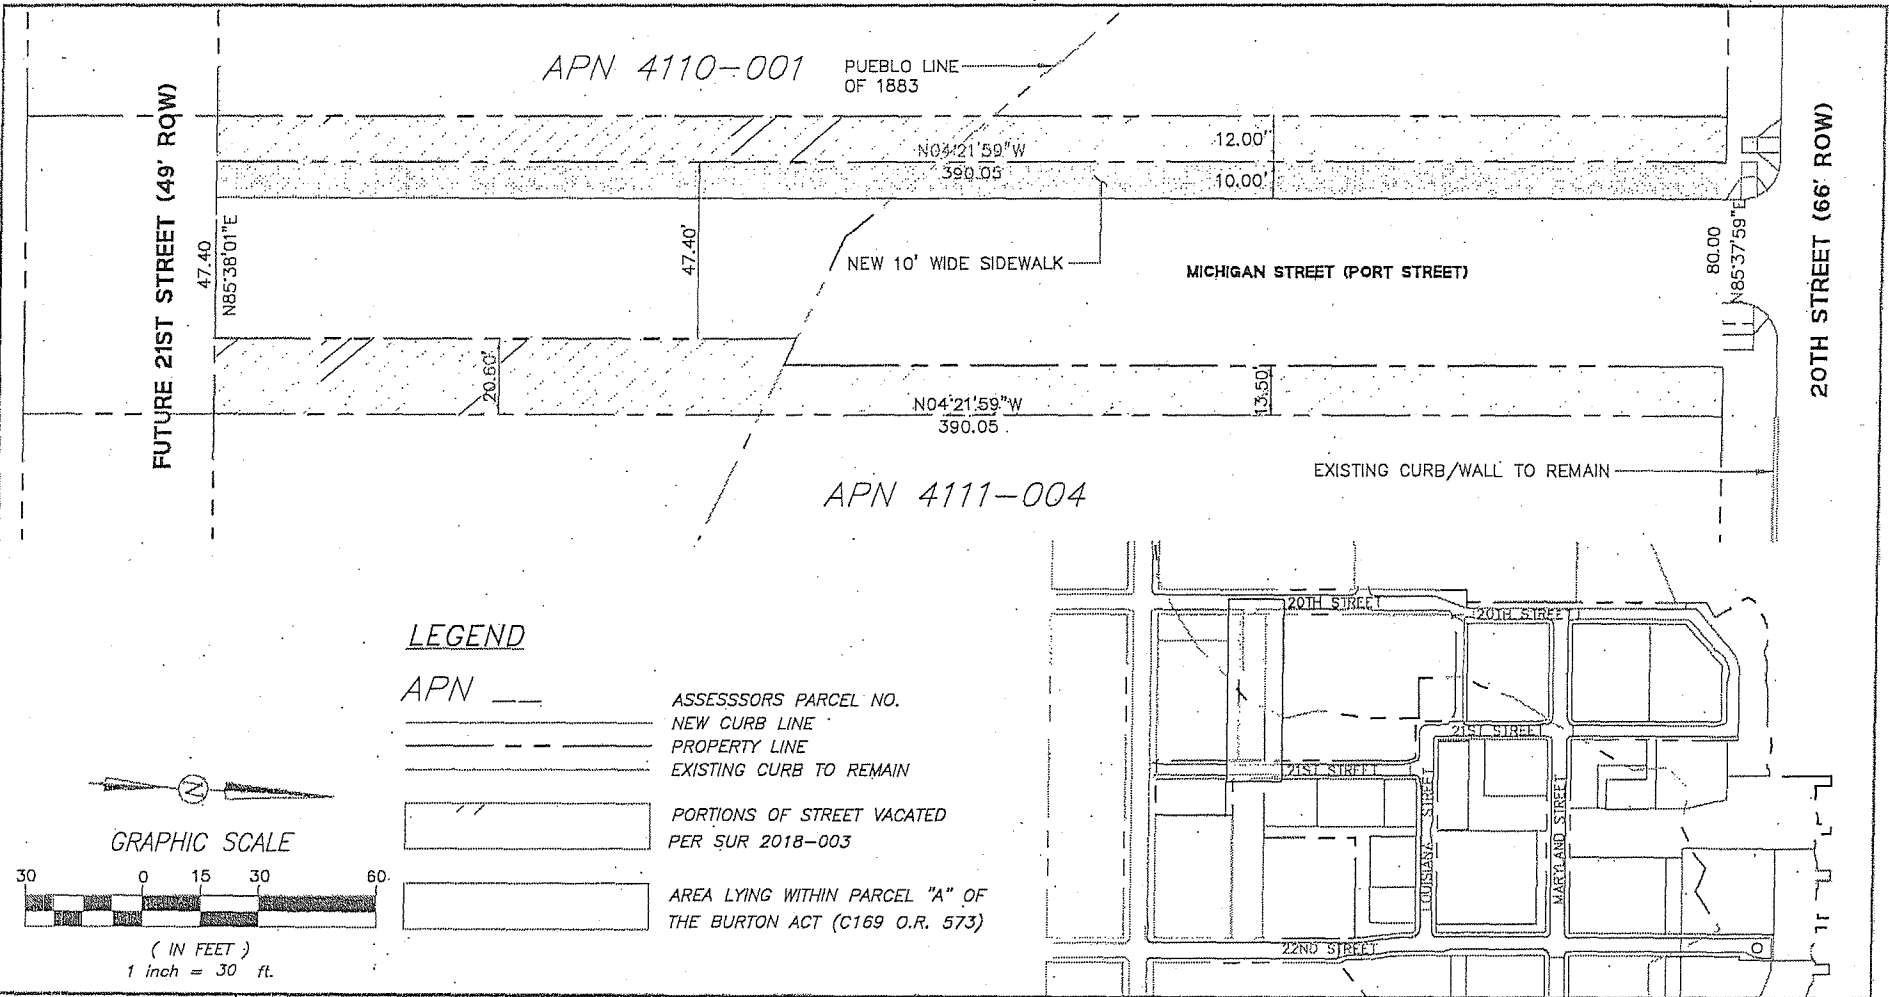 APN 4110-001
PUEBLO LINE
OF 1883
FUTURE 21ST STREET (49' ROW)
20TH STREET (66' ROW)
N04°21'59"W
390.05
12.00'
10.00'
47.40
N85°38'01"E
47.40'
NEW 10' WIDE SIDEWALK
MICHIGAN STREET (PORT STREET)
80.00
N85°37'59"E
20.60'
N04°21'59"W
390.05
13.50'
EXISTING CURB/WALL TO REMAIN
APN 4111-004
LEGEND
APN
ASSESSSORS PARCEL NO.
NEW CURB LINE
PROPERTY LINE
EXISTING CURB TO REMAIN
PORTIONS OF STREET VACATED
PER SUR 2018-003
AREA LYING WITHIN PARCEL "A" OF
THE BURTON ACT (C169 O.R. 573)
N
GRAPHIC SCALE
30 0 15 30 60
( IN FEET )
1 inch = 30 ft.
20TH STREET
20TH STREET
21ST STREET
21ST STREET
LOUISIANA STREET
MARYLAND STREET
22ND STREET